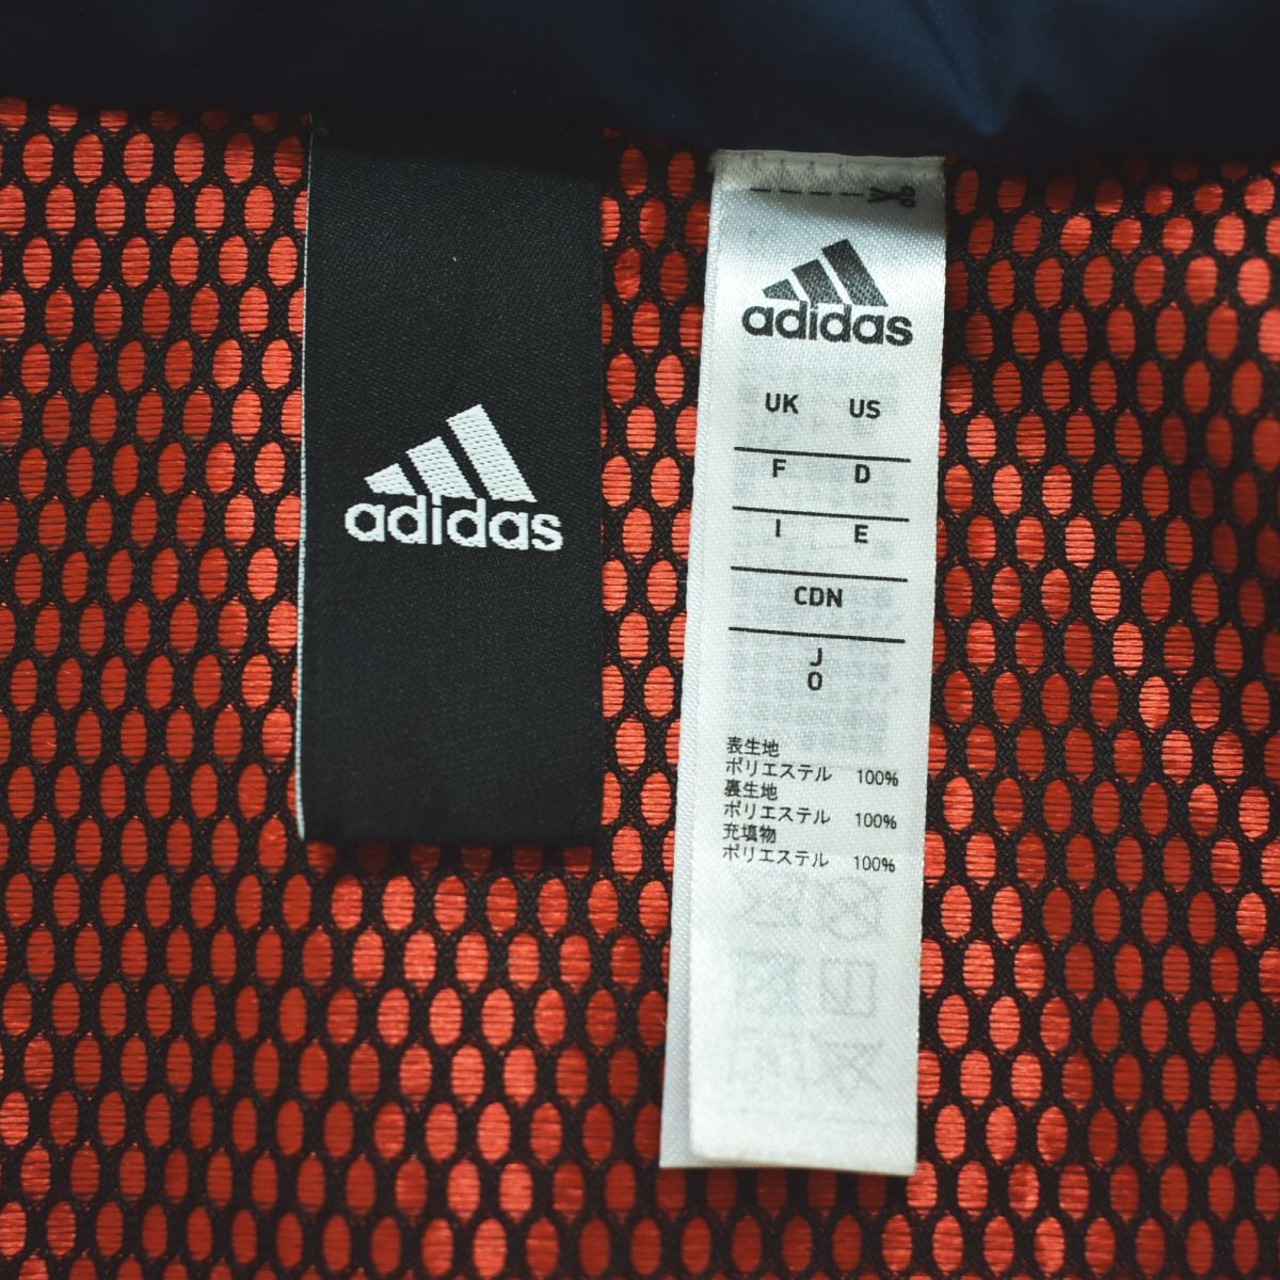 adidas
adidas
UK US
F D
I E
CDN
J
O
表生地
ポリエステル 100%
裏生地
ポリエステル 100%
充填物
ポリエステル 100%